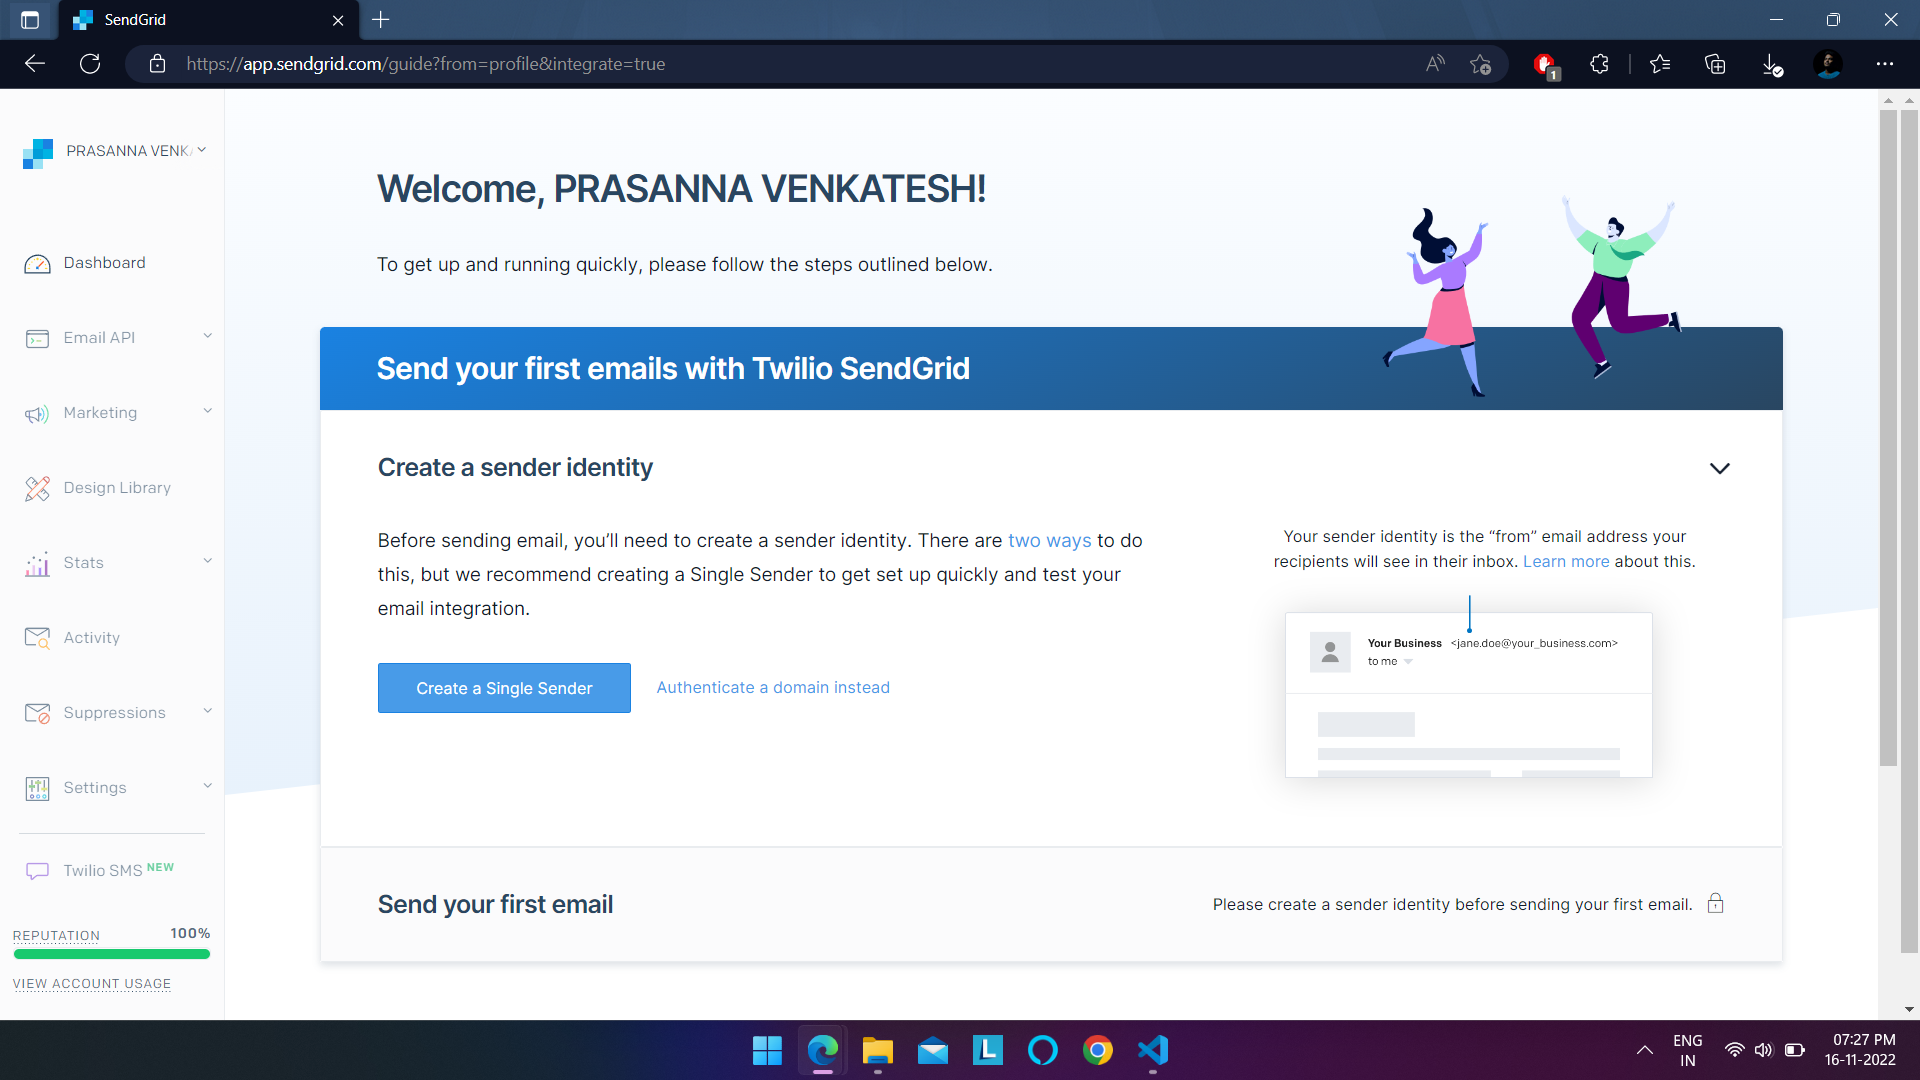 SendGrid
https://app.sendgrid.com/guide?from=profile&integrate=true
1
PRASANNA VENKA
Dashboard
Email API
Marketing
Design Library
Stats
Activity
Suppressions
Settings
Twilio SMS NEW
REPUTATION 100%
VIEW ACCOUNT USAGE
Welcome, PRASANNA VENKATESH!
To get up and running quickly, please follow the steps outlined below.
Send your first emails with Twilio SendGrid
Create a sender identity
Before sending email, you’ll need to create a sender identity. There are two ways to do
this, but we recommend creating a Single Sender to get set up quickly and test your
email integration.
Create a Single Sender
Authenticate a domain instead
Your sender identity is the “from” email address your
recipients will see in their inbox. Learn more about this.
Your Business <jane.doe@your_business.com>
to me
Send your first email
Please create a sender identity before sending your first email.
ENG
IN
07:27 PM
16-11-2022